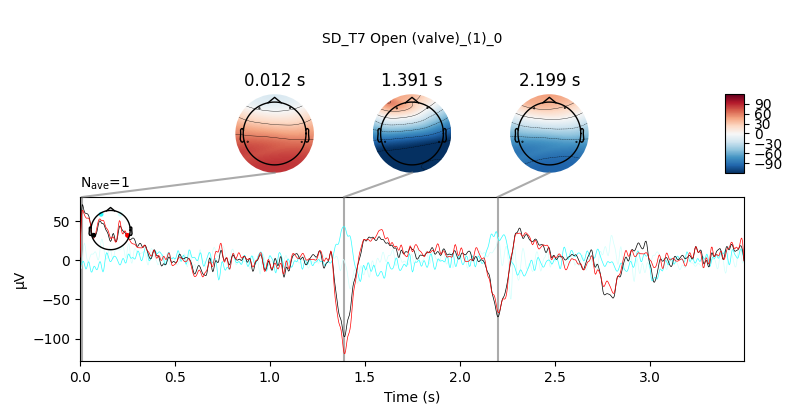 SD_T7 Open (valve)_(1)_0
0.012 s
1.391 s
2.199 s
90
60
30
0
−30
−60
−90
Nave=1
50
0
−50
−100
µV
0.0
0.5
1.0
1.5
2.0
2.5
3.0
Time (s)